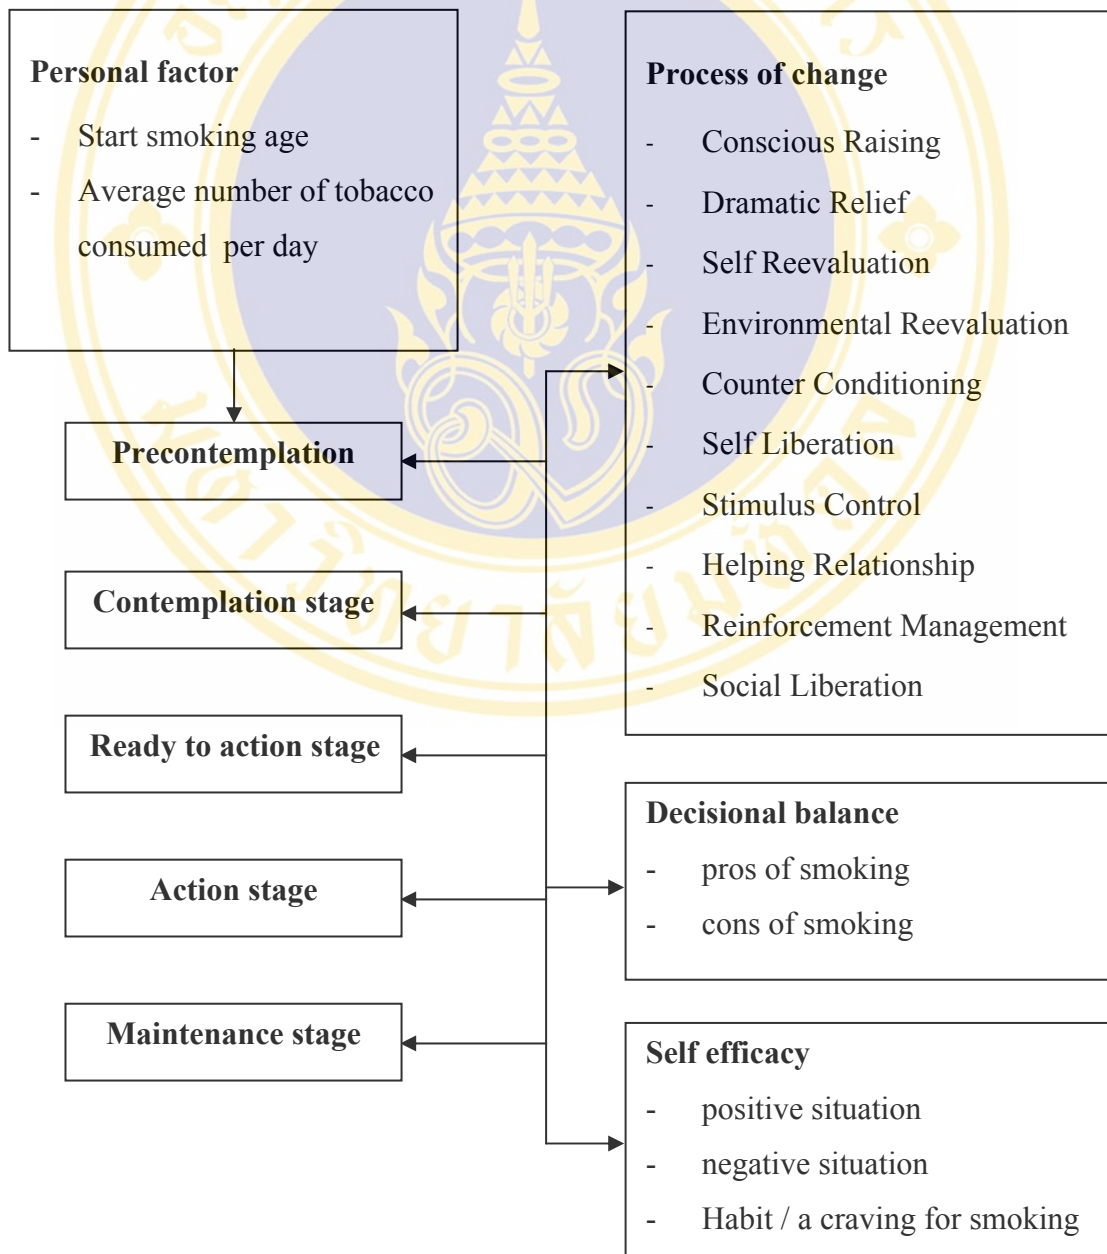 Personal factor
- Start smoking age
- Average number of tobacco
consumed per day
Precontemplation
Contemplation stage
Ready to action stage
Action stage
Maintenance stage
Process of change
- Conscious Raising
- Dramatic Relief
- Self Reevaluation
- Environmental Reevaluation
- Counter Conditioning
- Self Liberation
- Stimulus Control
- Helping Relationship
- Reinforcement Management
- Social Liberation
Decisional balance
- pros of smoking
- cons of smoking
Self efficacy
- positive situation
- negative situation
- Habit / a craving for smoking